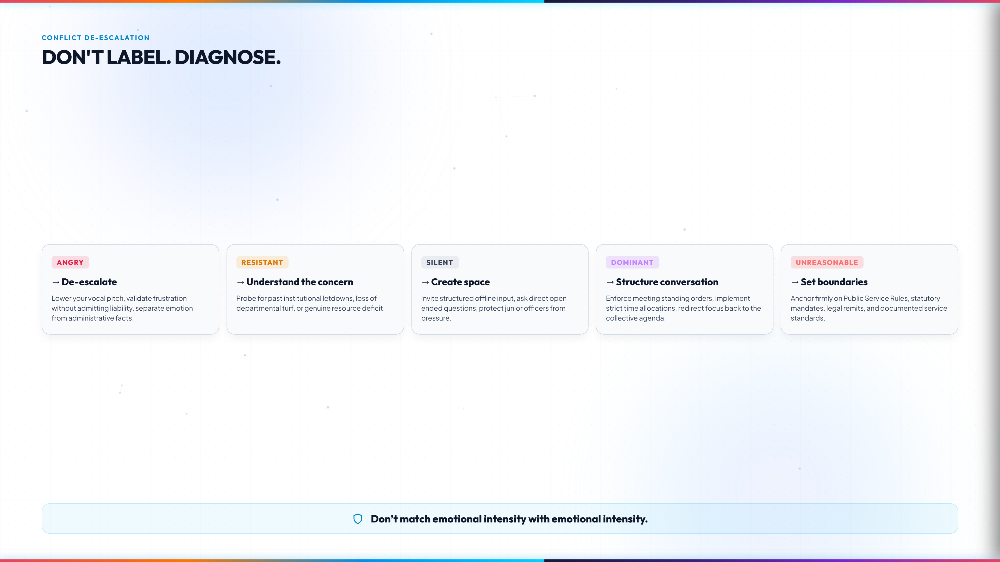 CONFLICT DE-ESCALATION
DON'T LABEL. DIAGNOSE.
ANGRY
→ De-escalate
Lower your vocal pitch, validate frustration
without admitting liability, separate emotion
from administrative facts.
RESISTANT
→ Understand the concern
Probe for past institutional letdowns, loss of
departmental turf, or genuine resource deficit.
SILENT
→ Create space
Invite structured offline input, ask direct open-
ended questions, protect junior officers from
pressure.
DOMINANT
→ Structure conversation
Enforce meeting standing orders, implement
strict time allocations, redirect focus back to the
collective agenda.
UNREASONABLE
→ Set boundaries
Anchor firmly on Public Service Rules, statutory
mandates, legal remits, and documented service
standards.
Don’t match emotional intensity with emotional intensity.